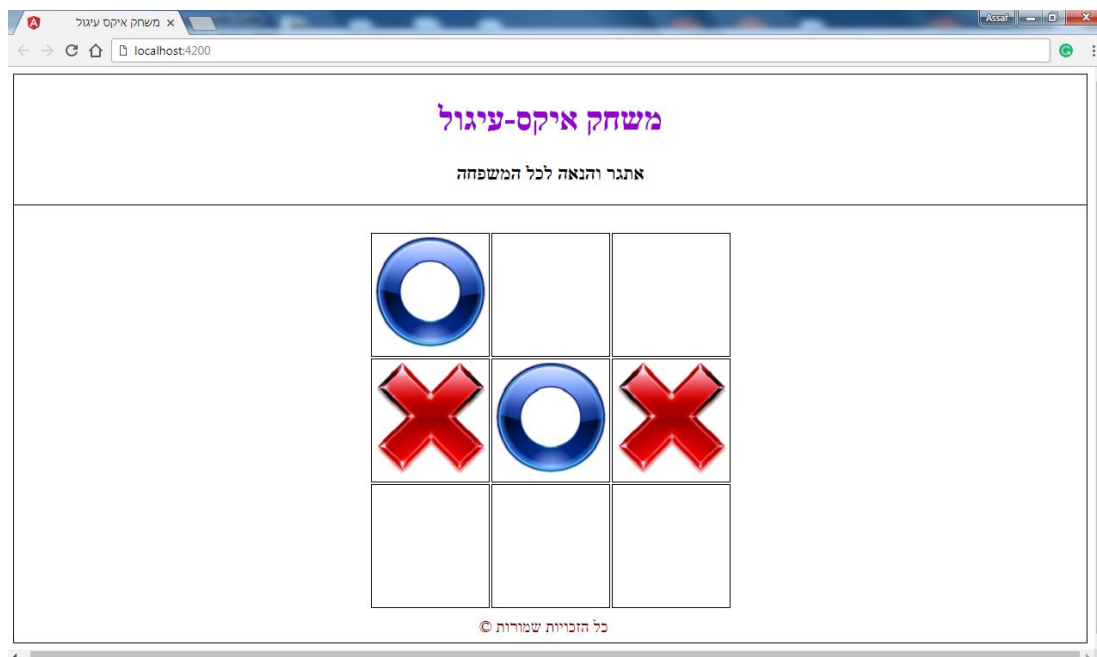 משחק איקס עיגול
Assaf
localhost:4200
משחק איקס-עיגול
אתגר והנאה לכל המשפחה
כל הזכויות שמורות ©